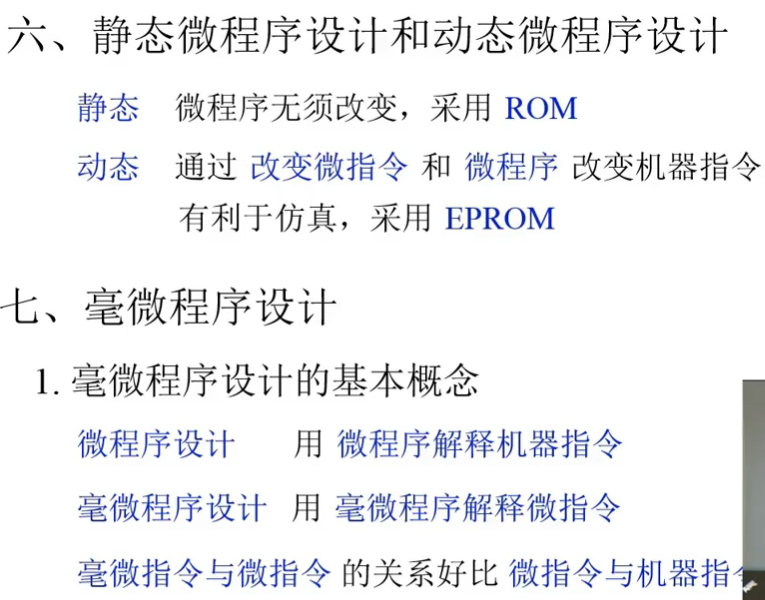 六、静态微程序设计和动态微程序设计
静态 微程序无须改变，采用 ROM
动态 通过 改变微指令 和 微程序 改变机器指令
有利于仿真，采用 EPROM
七、毫微程序设计
1. 毫微程序设计的基本概念
微程序设计 用 微程序解释机器指令
毫微程序设计 用 毫微程序解释微指令
毫微指令与微指令 的关系好比 微指令与机器指